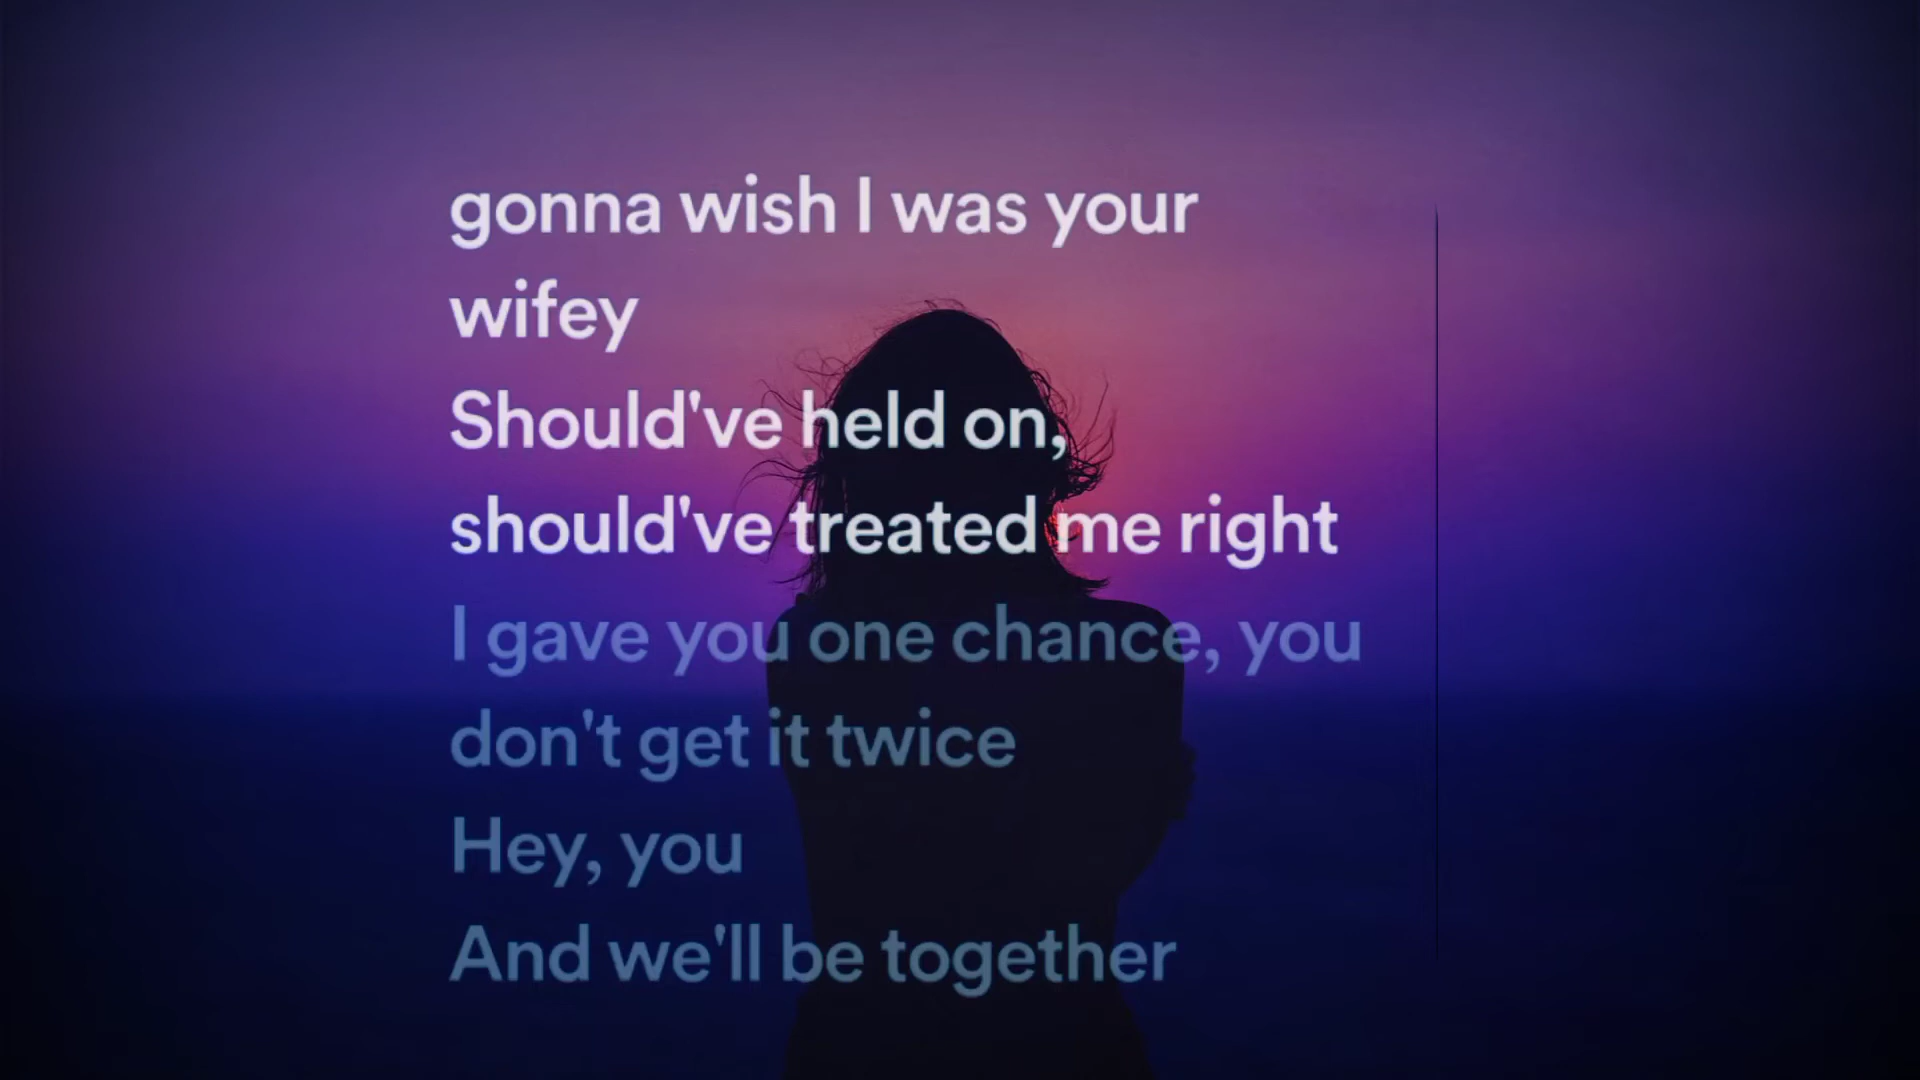 gonna wish I was your
wifey
Should've held on,
should've treated me right
I gave you one chance, you
don't get it twice
Hey, you
And we'll be together